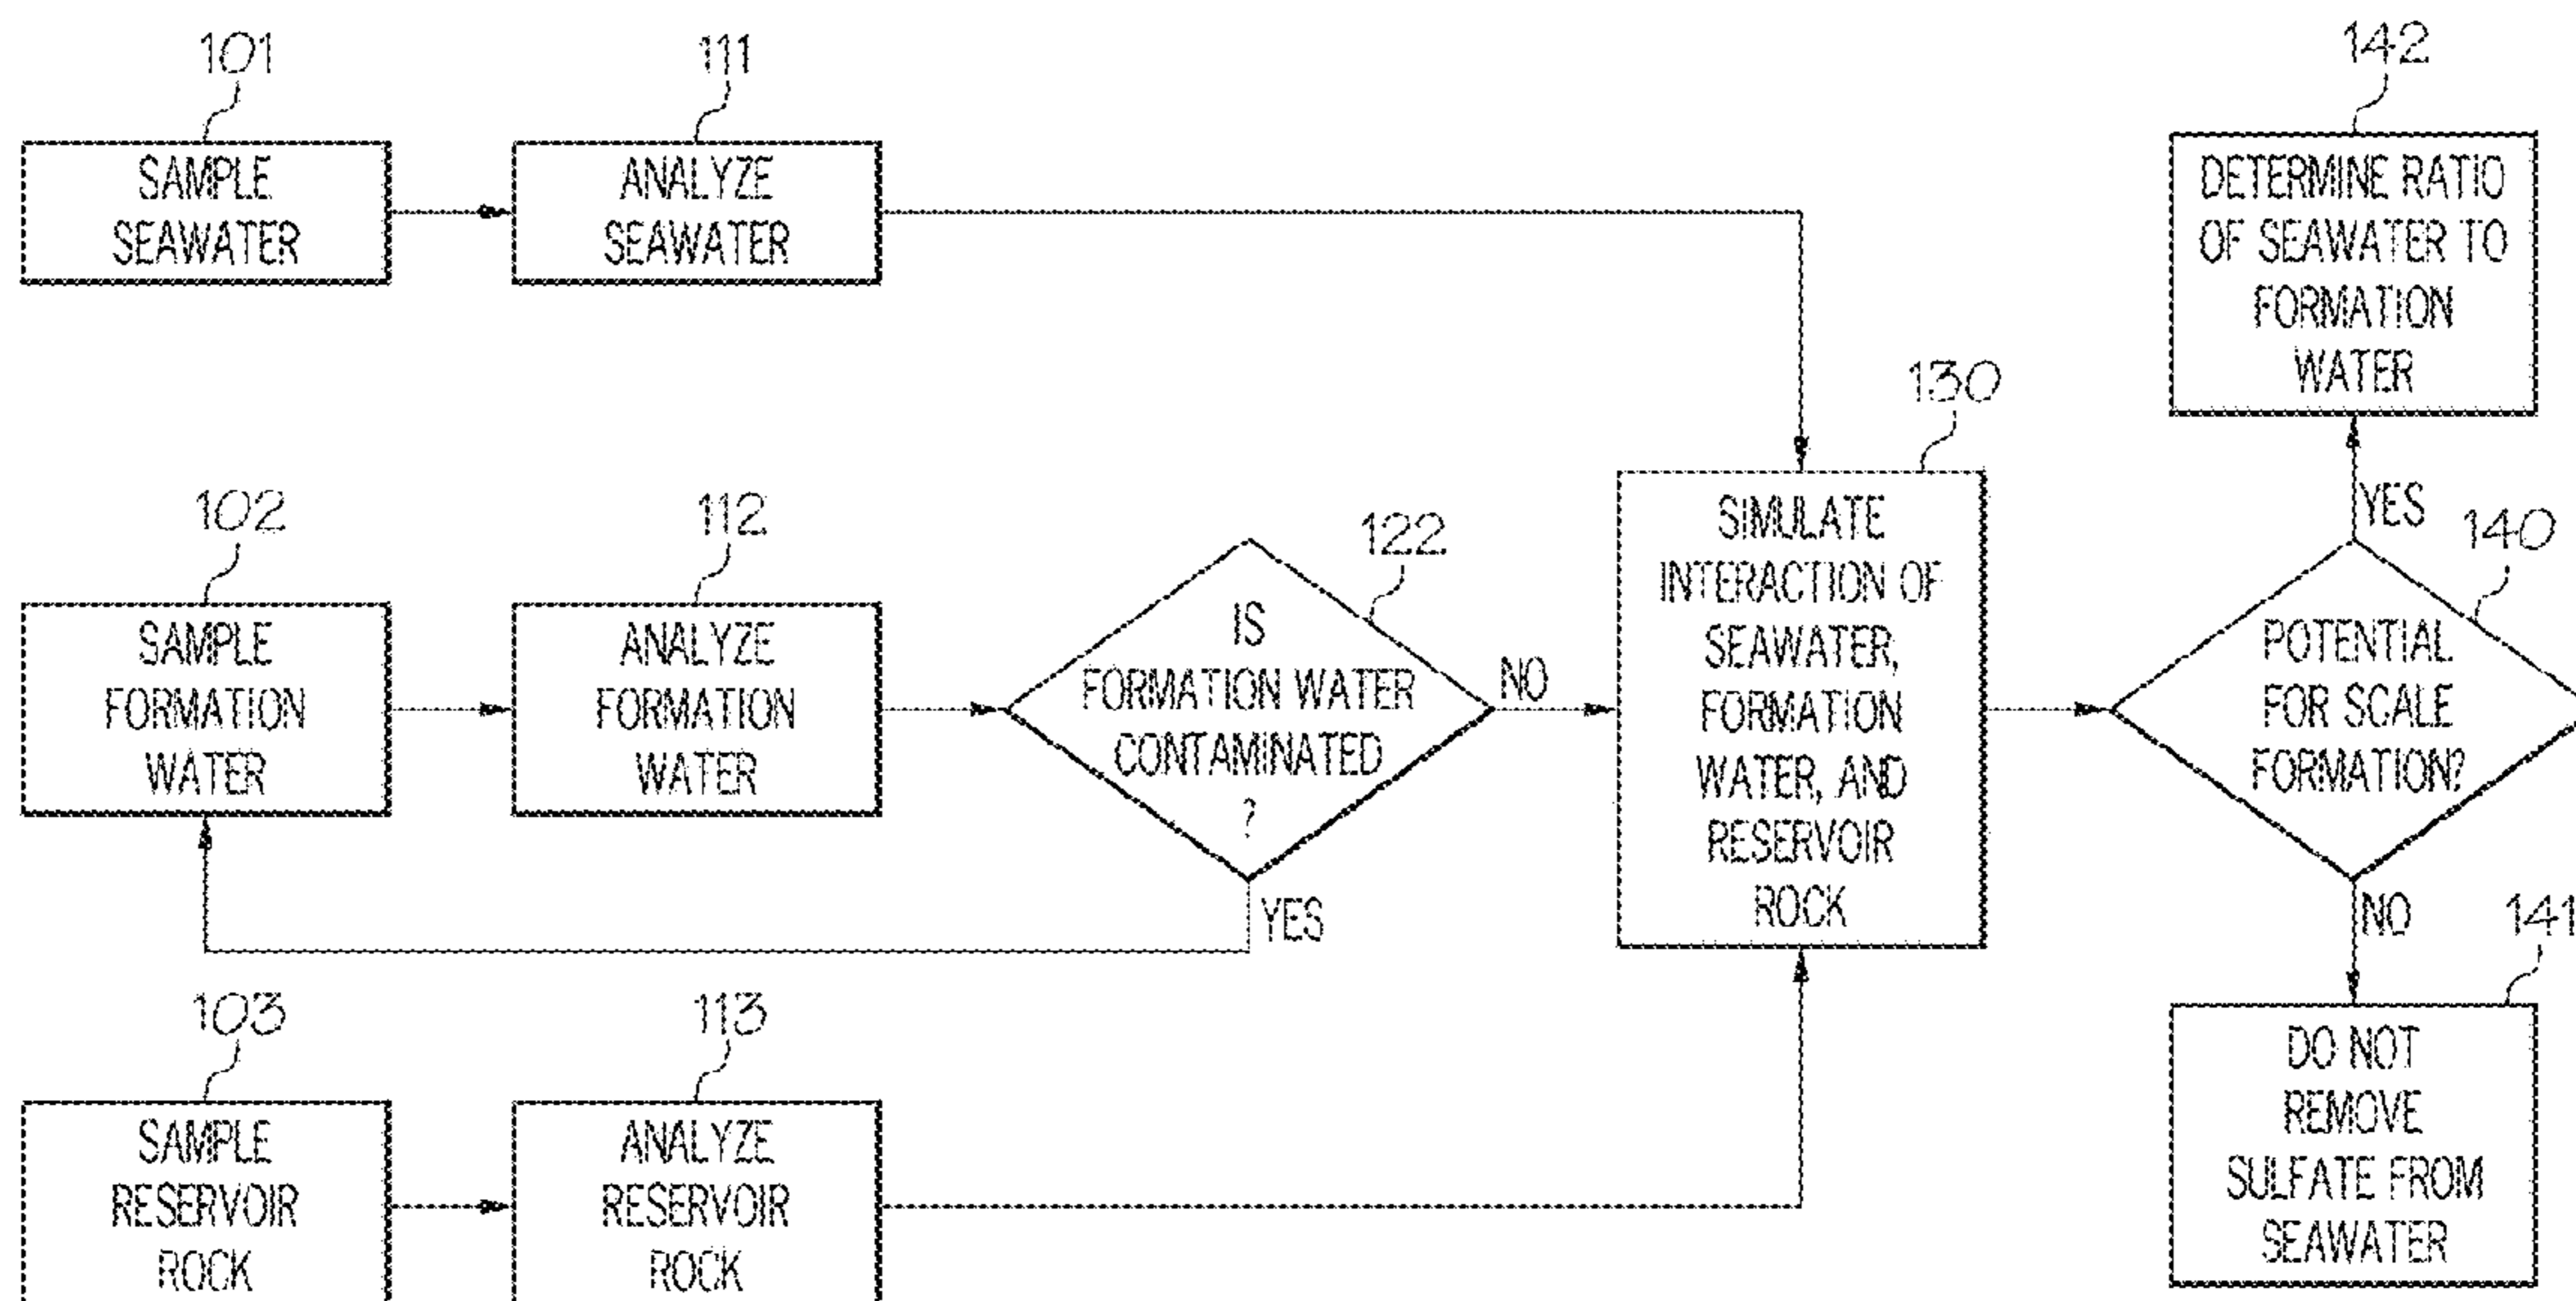 101
SAMPLE
SEAWATER
111
ANALYZE
SEAWATER
142
DETERMINE RATIO
OF SEAWATER TO
FORMATION
WATER
102
SAMPLE
FORMATION
WATER
112
ANALYZE
FORMATION
WATER
122
IS
FORMATION WATER
CONTAMINATED
?
NO
YES
130
SIMULATE
INTERACTION OF
SEAWATER,
FORMATION
WATER, AND
RESERVOIR
ROCK
YES
140
POTENTIAL
FOR SCALE
FORMATION?
NO
141
DO NOT
REMOVE
SULFATE FROM
SEAWATER
103
SAMPLE
RESERVOIR
ROCK
113
ANALYZE
RESERVOIR
ROCK